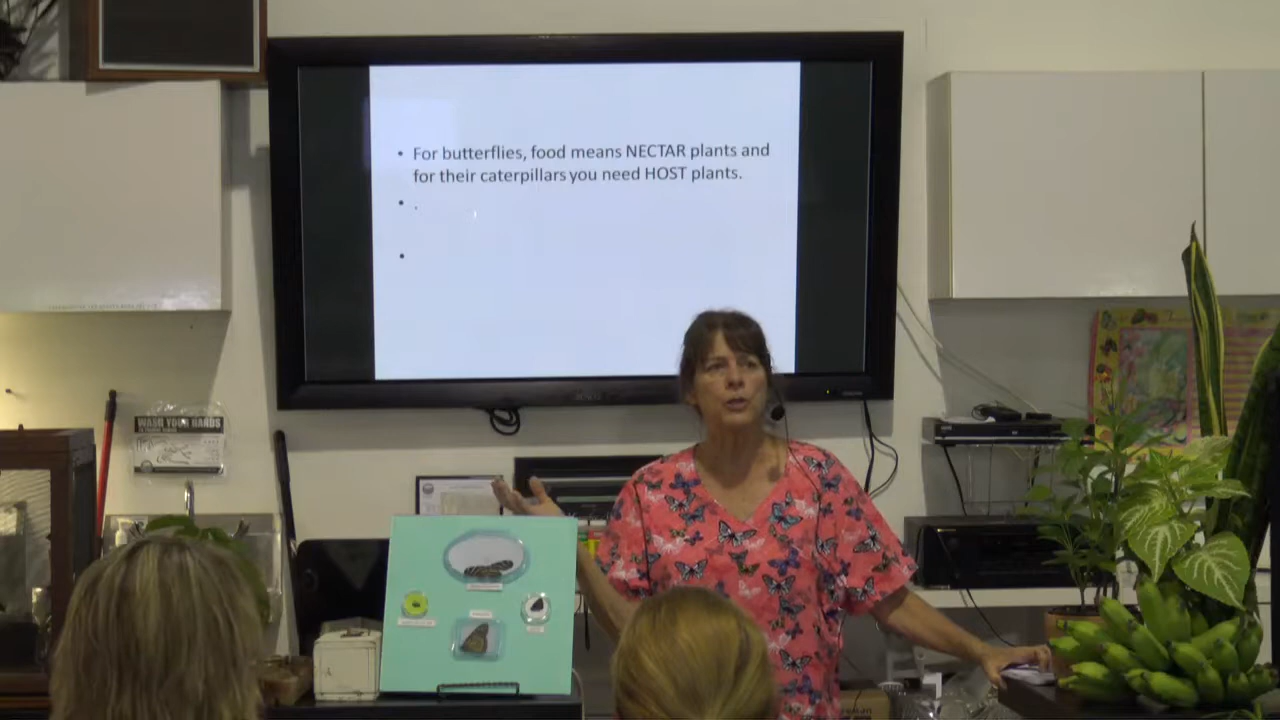 • For butterflies, food means NECTAR plants and
for their caterpillars you need HOST plants.
• .
•
WASH YOUR HANDS